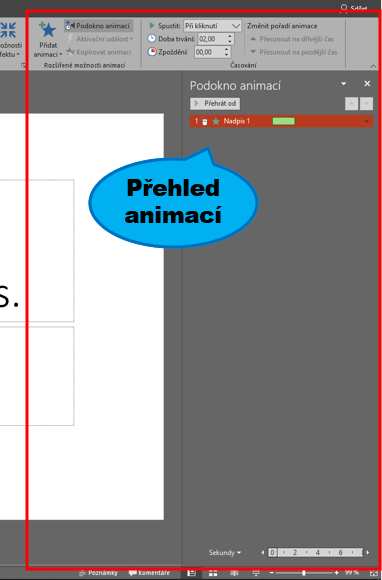 Sdílet
ožnosti
fektu
Přidat
animaci
Podokno animací
Aktivační událost
Kopírovat animaci
Rozšířené možnosti animací
Spustit: Při kliknutí
Doba trvání: 02,00
Zpoždění: 00,00
Změnit pořadí animace
Přesunout na dřívější čas
Přesunout na pozdější čas
Časování
Podokno animací
Přehrát od
1 Nadpis 1
Přehled
animací
s.
Sekundy 0 2 4 6
Poznámky Komentáře 99 %